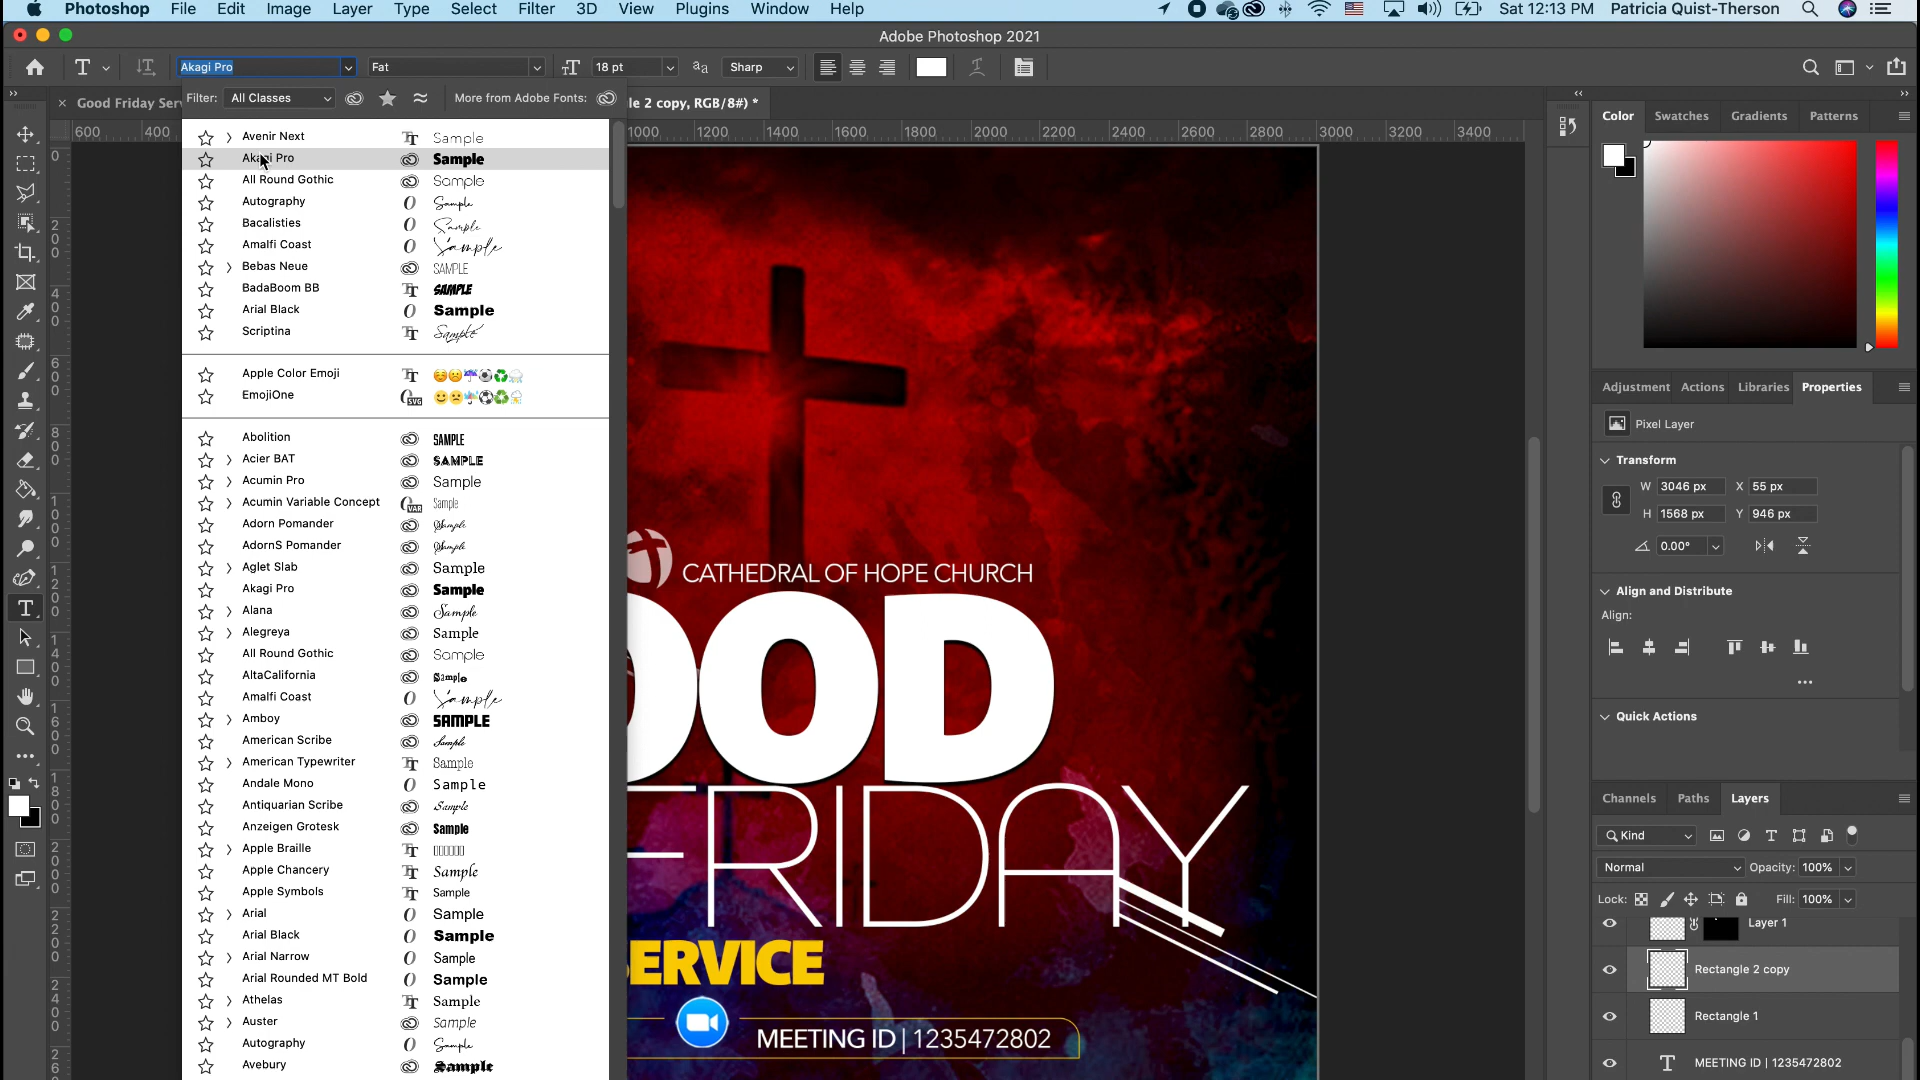 Photoshop File Edit Image Layer Type Select Filter 3D View Plugins Window Help Sat 12:13 PM Patricia Quist-Therson
Adobe Photoshop 2021
Akagi Pro Fat 18 pt Sharp
Filter: All Classes More from Adobe Fonts:
Good Friday Serv
le 2 copy, RGB/8#) *
600 400 1000 1200 1400 1600 1800 2000 2200 2400 2600 2800 3000 3200 3400
Avenir Next Sample
Akagi Pro Sample
All Round Gothic Sample
Autography Sample
Bacalisties Sample
Amalfi Coast Sample
Bebas Neue SAMPLE
BadaBoom BB SAMPLE
Arial Black Sample
Scriptina Sample
Apple Color Emoji
EmojiOne
Abolition SAMPLE
Acier BAT SAMPLE
Acumin Pro Sample
Acumin Variable Concept Sample
Adorn Pomander Sample
AdornS Pomander Sample
Aglet Slab Sample
Akagi Pro Sample
Alana Sample
Alegreya Sample
All Round Gothic Sample
AltaCalifornia Sample
Amalfi Coast Sample
Amboy SAMPLE
American Scribe Sample
American Typewriter Sample
Andale Mono Sample
Antiquarian Scribe Sample
Anzeigen Grotesk Sample
Apple Braille
Apple Chancery Sample
Apple Symbols Sample
Arial Sample
Arial Black Sample
Arial Narrow Sample
Arial Rounded MT Bold Sample
Athelas Sample
Auster Sample
Autography Sample
Avebury Sample
CATHEDRAL OF HOPE CHURCH
OOD
FRIDAY
SERVICE
MEETING ID | 1235472802
Color Swatches Gradients Patterns
Adjustment Actions Libraries Properties
Pixel Layer
Transform
W 3046 px X 55 px
H 1568 px Y 946 px
0.00°
Align and Distribute
Align:
Quick Actions
Channels Paths Layers
Kind
Normal Opacity: 100%
Lock: Fill: 100%
Layer 1
Rectangle 2 copy
Rectangle 1
MEETING ID | 1235472802